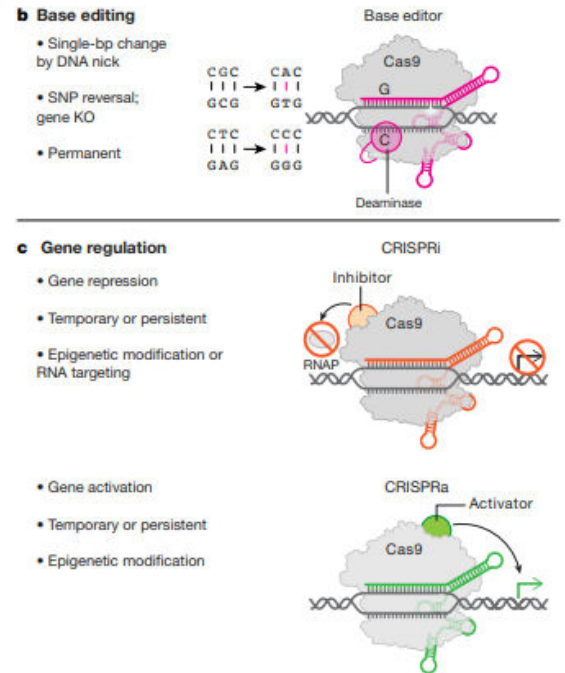 b Base editing
• Single-bp change
by DNA nick
• SNP reversal;
gene KO
• Permanent
CGC CAC
GCG GTG
CTC CCC
GAG GGG
Base editor
Cas9
G
C
Deaminase
c Gene regulation
• Gene repression
• Temporary or persistent
• Epigenetic modification or
RNA targeting
CRISPRi
Inhibitor
Cas9
RNAP
• Gene activation
• Temporary or persistent
• Epigenetic modification
CRISPRa
Activator
Cas9